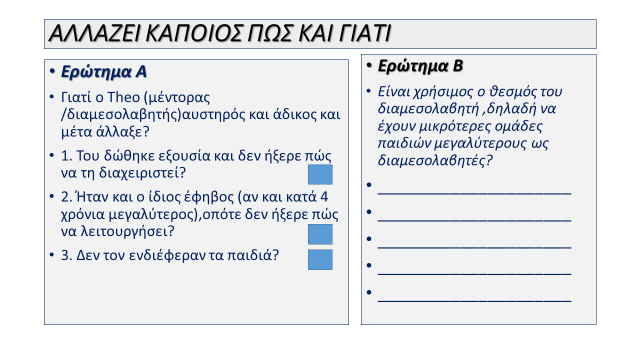 ΑΛΛΑΖΕΙ ΚΑΠΟΙΟΣ ΠΩΣ ΚΑΙ ΓΙΑΤΙ
• Ερώτημα Α
• Γιατί ο Theo (μέντορας
/διαμεσολαβητής)αυστηρός και άδικος και
μέτα άλλαξε?
• 1. Του δώθηκε εξουσία και δεν ήξερε πώς
να τη διαχειριστεί?
• 2. Ήταν και ο ίδιος έφηβος (αν και κατά 4
χρόνια μεγαλύτερος),οπότε δεν ήξερε πώς
να λειτουργήσει?
• 3. Δεν τον ενδιέφεραν τα παιδιά?
• Ερώτημα Β
• Είναι χρήσιμος ο θεσμός του
διαμεσολαβητή ,δηλαδή να
έχουν μικρότερες ομάδες
παιδιών μεγαλύτερους ως
διαμεσολαβητές?
• ______________________
• ______________________
• ______________________
• ______________________
• ______________________